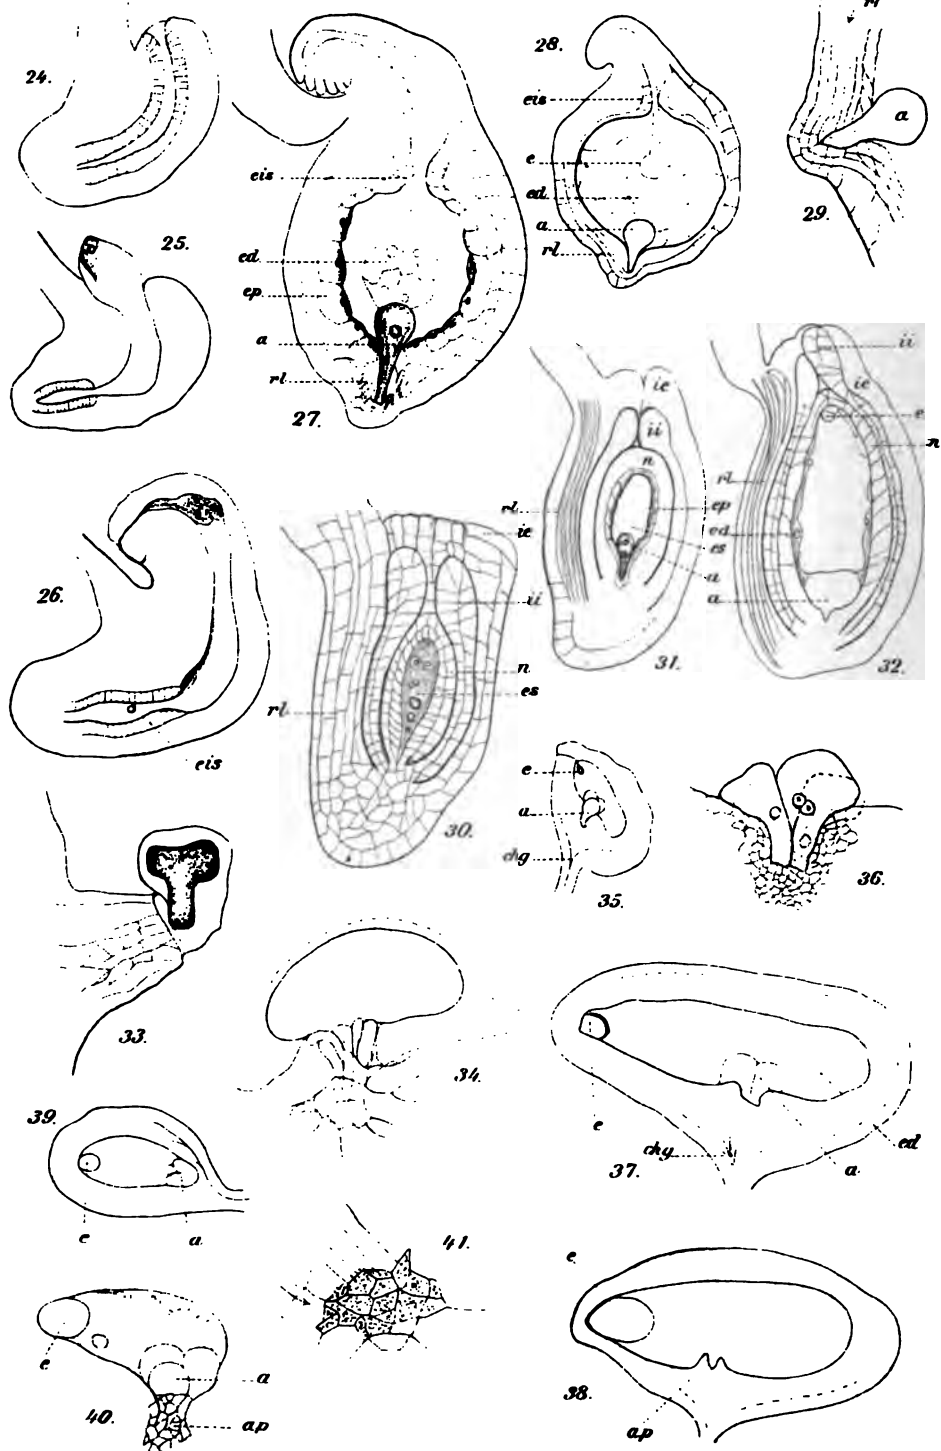 rl
24.
28.
eis
e
ed
a
rl
a
29.
25.
eis
ed
ep
a
rl
27.
ie
ii
n
rl
ep
ed
es
a
31.
ii
ie
e
n
rl
a
32.
26.
eis
ie
ii
n
es
rl
30.
e
a
chg
35.
36.
33.
34.
e
chg
37.
a
ed
39.
e
a
41.
e
a
ap
40.
e
38.
ap